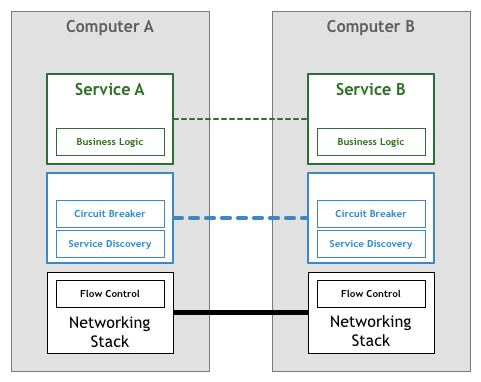 Computer A
Service A
Business Logic
Circuit Breaker
Service Discovery
Flow Control
Networking
Stack
Computer B
Service B
Business Logic
Circuit Breaker
Service Discovery
Flow Control
Networking
Stack